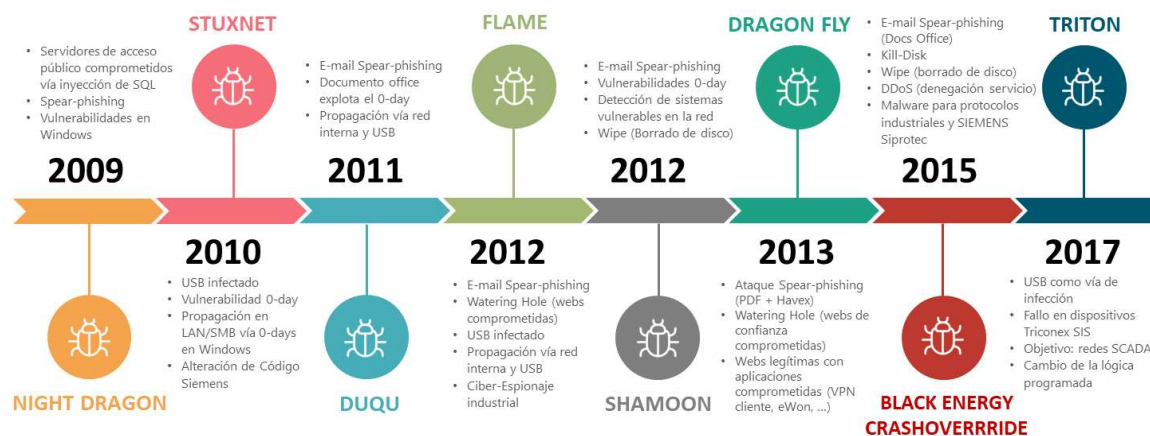 STUXNET
FLAME
DRAGON FLY
TRITON
• Servidores de acceso
público comprometidos
vía inyección de SQL
• Spear-phishing
• Vulnerabilidades en
Windows
• E-mail Spear-phishing
• Documento office
explota el 0-day
• Propagación vía red
interna y USB
• E-mail Spear-phishing
• Vulnerabilidades 0-day
• Detección de sistemas
vulnerables en la red
• Wipe (Borrado de disco)
• E-mail Spear-phishing
(Docs Office)
• Kill-Disk
• Wipe (borrado de disco)
• DDoS (denegación servicio)
• Malware para protocolos
industriales y SIEMENS
Siprotec
2009
2011
2012
2015
2010
2012
2013
2017
• USB infectado
• Vulnerabilidad 0-day
• Propagación en
LAN/SMB vía 0-days
en Windows
• Alteración de Código
Siemens
• E-mail Spear-phishing
• Watering Hole (webs
comprometidas)
• USB infectado
• Propagación vía red
interna y USB
• Ciber-Espionaje
industrial
• Ataque Spear-phishing
(PDF + Havex)
• Watering Hole (webs de
confianza
comprometidas)
• Webs legítimas con
aplicaciones
comprometidas (VPN
cliente, eWon, ...)
• USB como vía de
infección
• Fallo en dispositivos
Triconex SIS
• Objetivo: redes SCADA
• Cambio de la lógica
programada
NIGHT DRAGON
DUQU
SHAMOON
BLACK ENERGY
CRASHOVERRRIDE